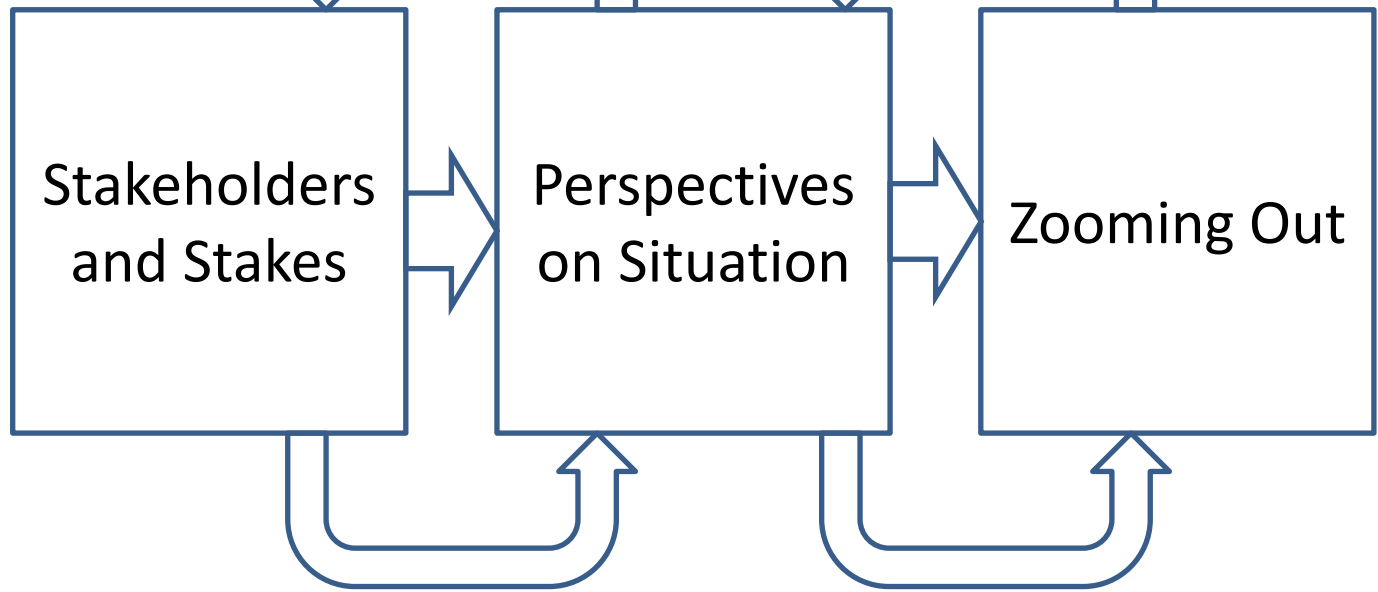 Stakeholders
and Stakes
Perspectives
on Situation
Zooming Out